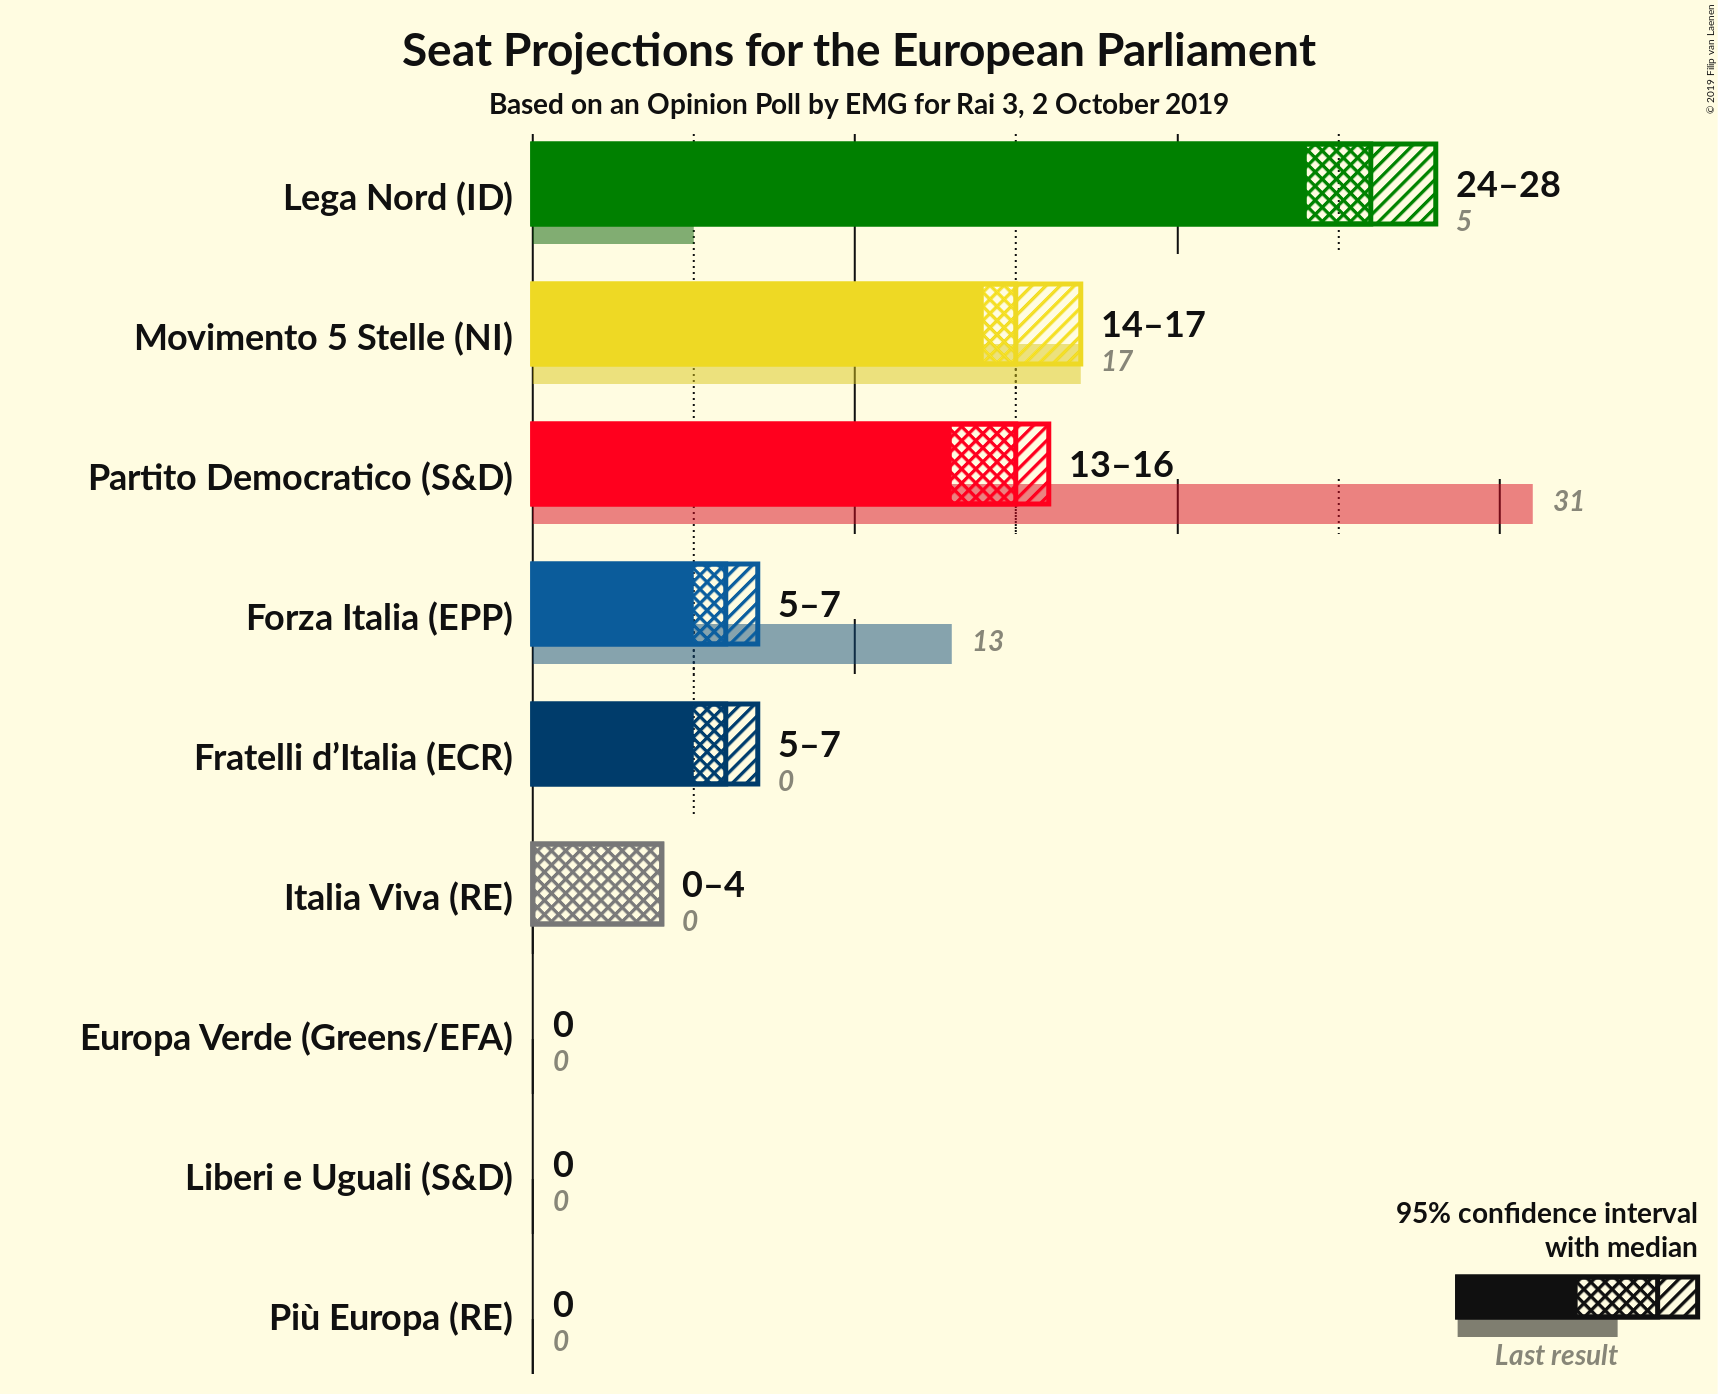 Seat Projections for the European Parliament
Based on an Opinion Poll by EMG for Rai 3, 2 October 2019
© 2019 Filip van Laenen
Lega Nord (ID)
24–28
5
Movimento 5 Stelle (NI)
14–17
17
Partito Democratico (S&D)
13–16
31
Forza Italia (EPP)
5–7
13
Fratelli d’Italia (ECR)
5–7
0
Italia Viva (RE)
0–4
0
Europa Verde (Greens/EFA)
0
0
Liberi e Uguali (S&D)
0
0
Più Europa (RE)
0
0
95% confidence interval
with median
Last result